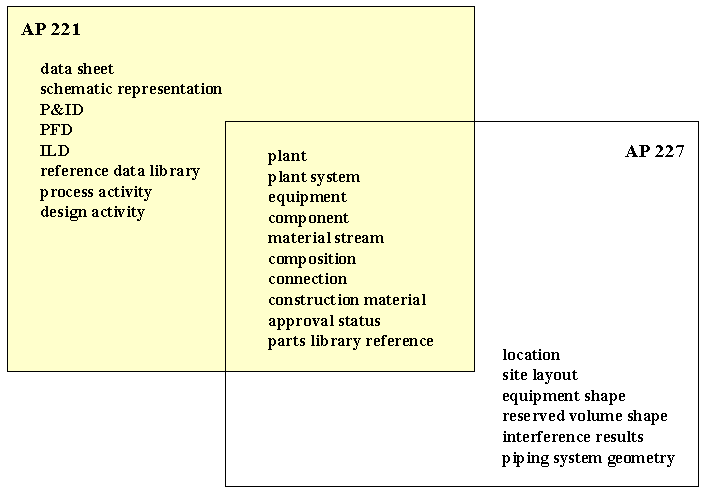 AP 221
data sheet
schematic representation
P&ID
PFD
ILD
reference data library
process activity
design activity
plant
plant system
equipment
component
material stream
composition
connection
construction material
approval status
parts library reference
AP 227
location
site layout
equipment shape
reserved volume shape
interference results
piping system geometry